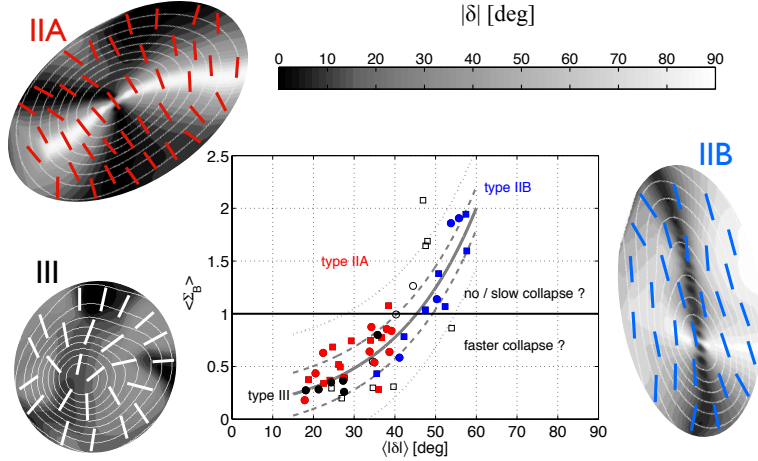 IIA
|δ| [deg]
0 10 20 30 40 50 60 70 80 90
IIB
III
2.5
2
1.5
1
0.5
0
<Σ̂B>
type IIB
type IIA
no / slow collapse ?
faster collapse ?
type III
0 10 20 30 40 50 60 70 80 90
⟨|δ|⟩ [deg]